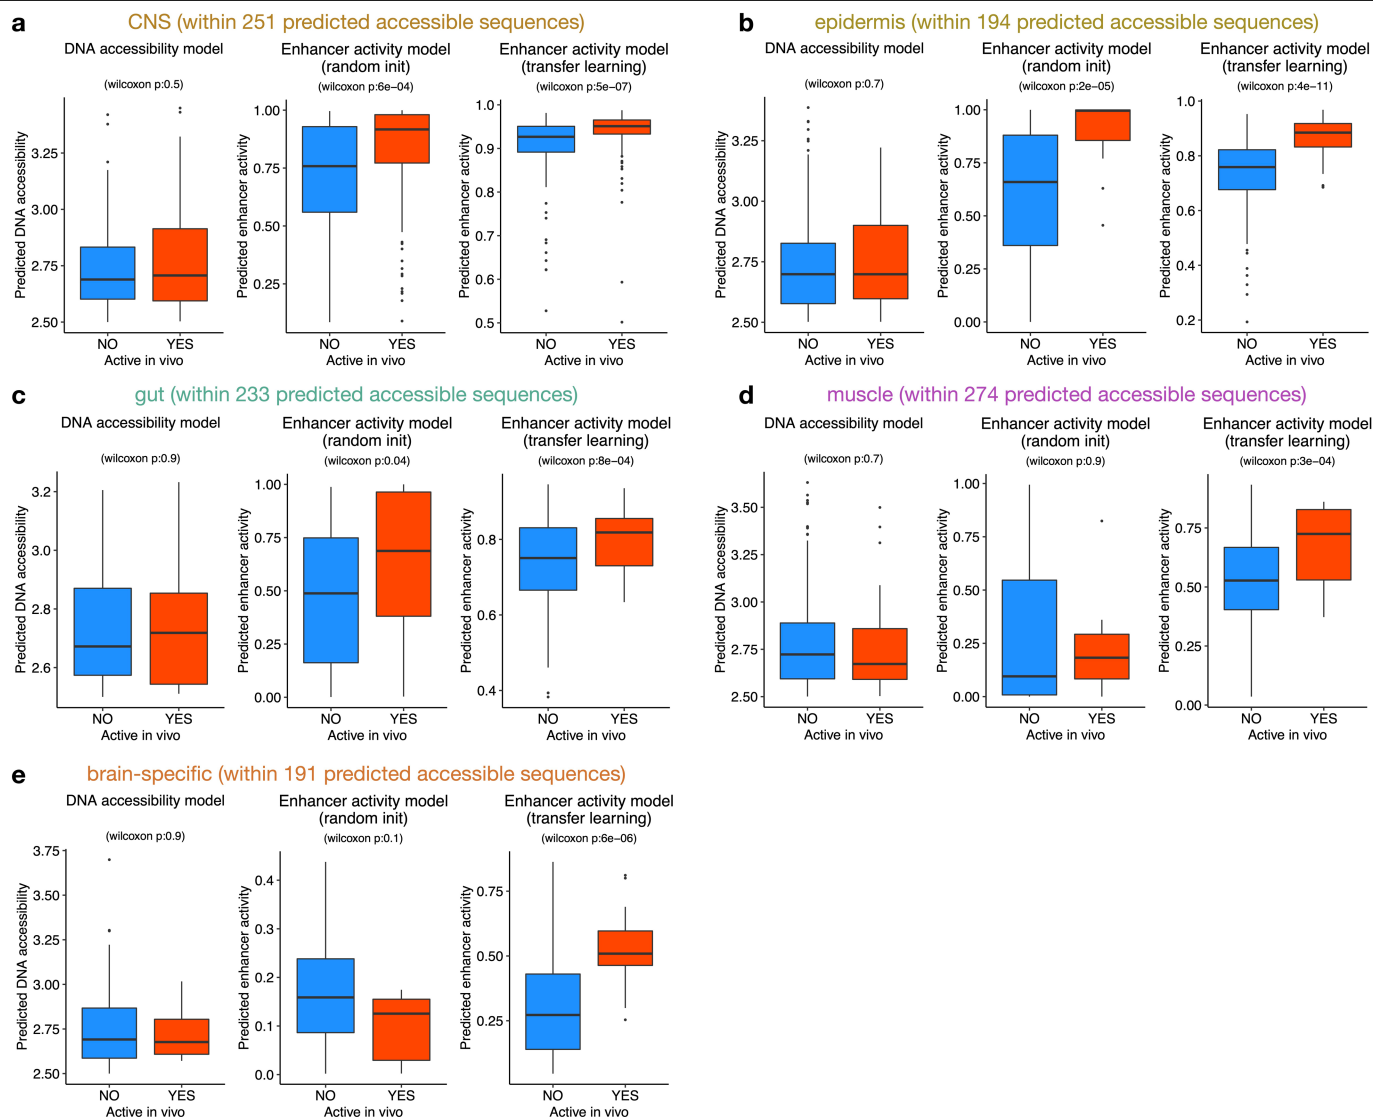 a
CNS (within 251 predicted accessible sequences)
DNA accessibility model
(wilcoxon p:0.5)
Predicted DNA accessibility
3.25
3.00
2.75
2.50
NO
YES
Active in vivo
Enhancer activity model
(random init)
(wilcoxon p:6e−04)
Predicted enhancer activity
1.00
0.75
0.50
0.25
NO
YES
Active in vivo
Enhancer activity model
(transfer learning)
(wilcoxon p:5e−07)
Predicted enhancer activity
1.0
0.9
0.8
0.7
0.6
0.5
NO
YES
Active in vivo
b
epidermis (within 194 predicted accessible sequences)
DNA accessibility model
(wilcoxon p:0.7)
Predicted DNA accessibility
3.25
3.00
2.75
2.50
NO
YES
Active in vivo
Enhancer activity model
(random init)
(wilcoxon p:2e−05)
Predicted enhancer activity
1.00
0.75
0.50
0.25
0.00
NO
YES
Active in vivo
Enhancer activity model
(transfer learning)
(wilcoxon p:4e−11)
Predicted enhancer activity
1.0
0.8
0.6
0.4
0.2
NO
YES
Active in vivo
c
gut (within 233 predicted accessible sequences)
DNA accessibility model
(wilcoxon p:0.9)
Predicted DNA accessibility
3.2
3.0
2.8
2.6
NO
YES
Active in vivo
Enhancer activity model
(random init)
(wilcoxon p:0.04)
Predicted enhancer activity
1.00
0.75
0.50
0.25
0.00
NO
YES
Active in vivo
Enhancer activity model
(transfer learning)
(wilcoxon p:8e−04)
Predicted enhancer activity
0.8
0.6
0.4
NO
YES
Active in vivo
d
muscle (within 274 predicted accessible sequences)
DNA accessibility model
(wilcoxon p:0.7)
Predicted DNA accessibility
3.50
3.25
3.00
2.75
2.50
NO
YES
Active in vivo
Enhancer activity model
(random init)
(wilcoxon p:0.9)
Predicted enhancer activity
1.00
0.75
0.50
0.25
0.00
NO
YES
Active in vivo
Enhancer activity model
(transfer learning)
(wilcoxon p:3e−04)
Predicted enhancer activity
0.75
0.50
0.25
0.00
NO
YES
Active in vivo
e
brain-specific (within 191 predicted accessible sequences)
DNA accessibility model
(wilcoxon p:0.9)
Predicted DNA accessibility
3.75
3.50
3.25
3.00
2.75
2.50
NO
YES
Active in vivo
Enhancer activity model
(random init)
(wilcoxon p:0.1)
Predicted enhancer activity
0.4
0.3
0.2
0.1
0.0
NO
YES
Active in vivo
Enhancer activity model
(transfer learning)
(wilcoxon p:6e−06)
Predicted enhancer activity
0.75
0.50
0.25
NO
YES
Active in vivo